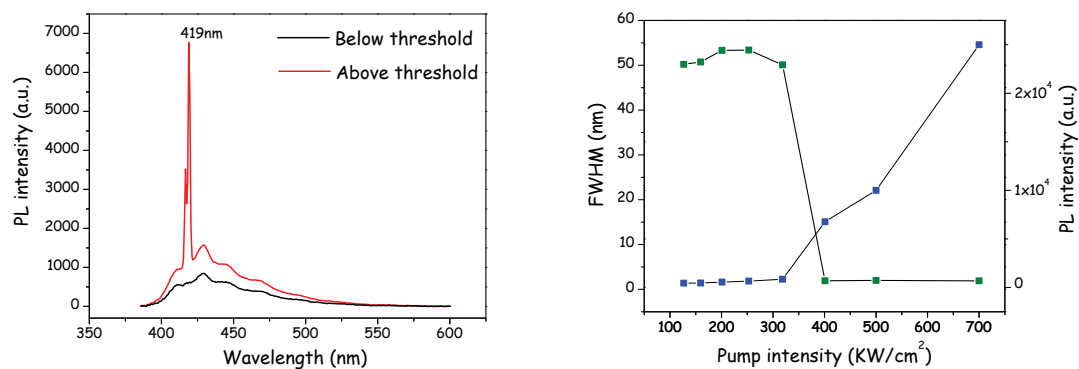 7000
6000
5000
4000
3000
2000
1000
0
PL intensity (a.u.)
419nm
Below threshold
Above threshold
350 400 450 500 550 600
Wavelength (nm)
60
50
40
30
20
10
0
FWHM (nm)
2x10⁴
1x10⁴
0
PL intensity (a.u.)
100 200 300 400 500 600 700
Pump intensity (KW/cm²)